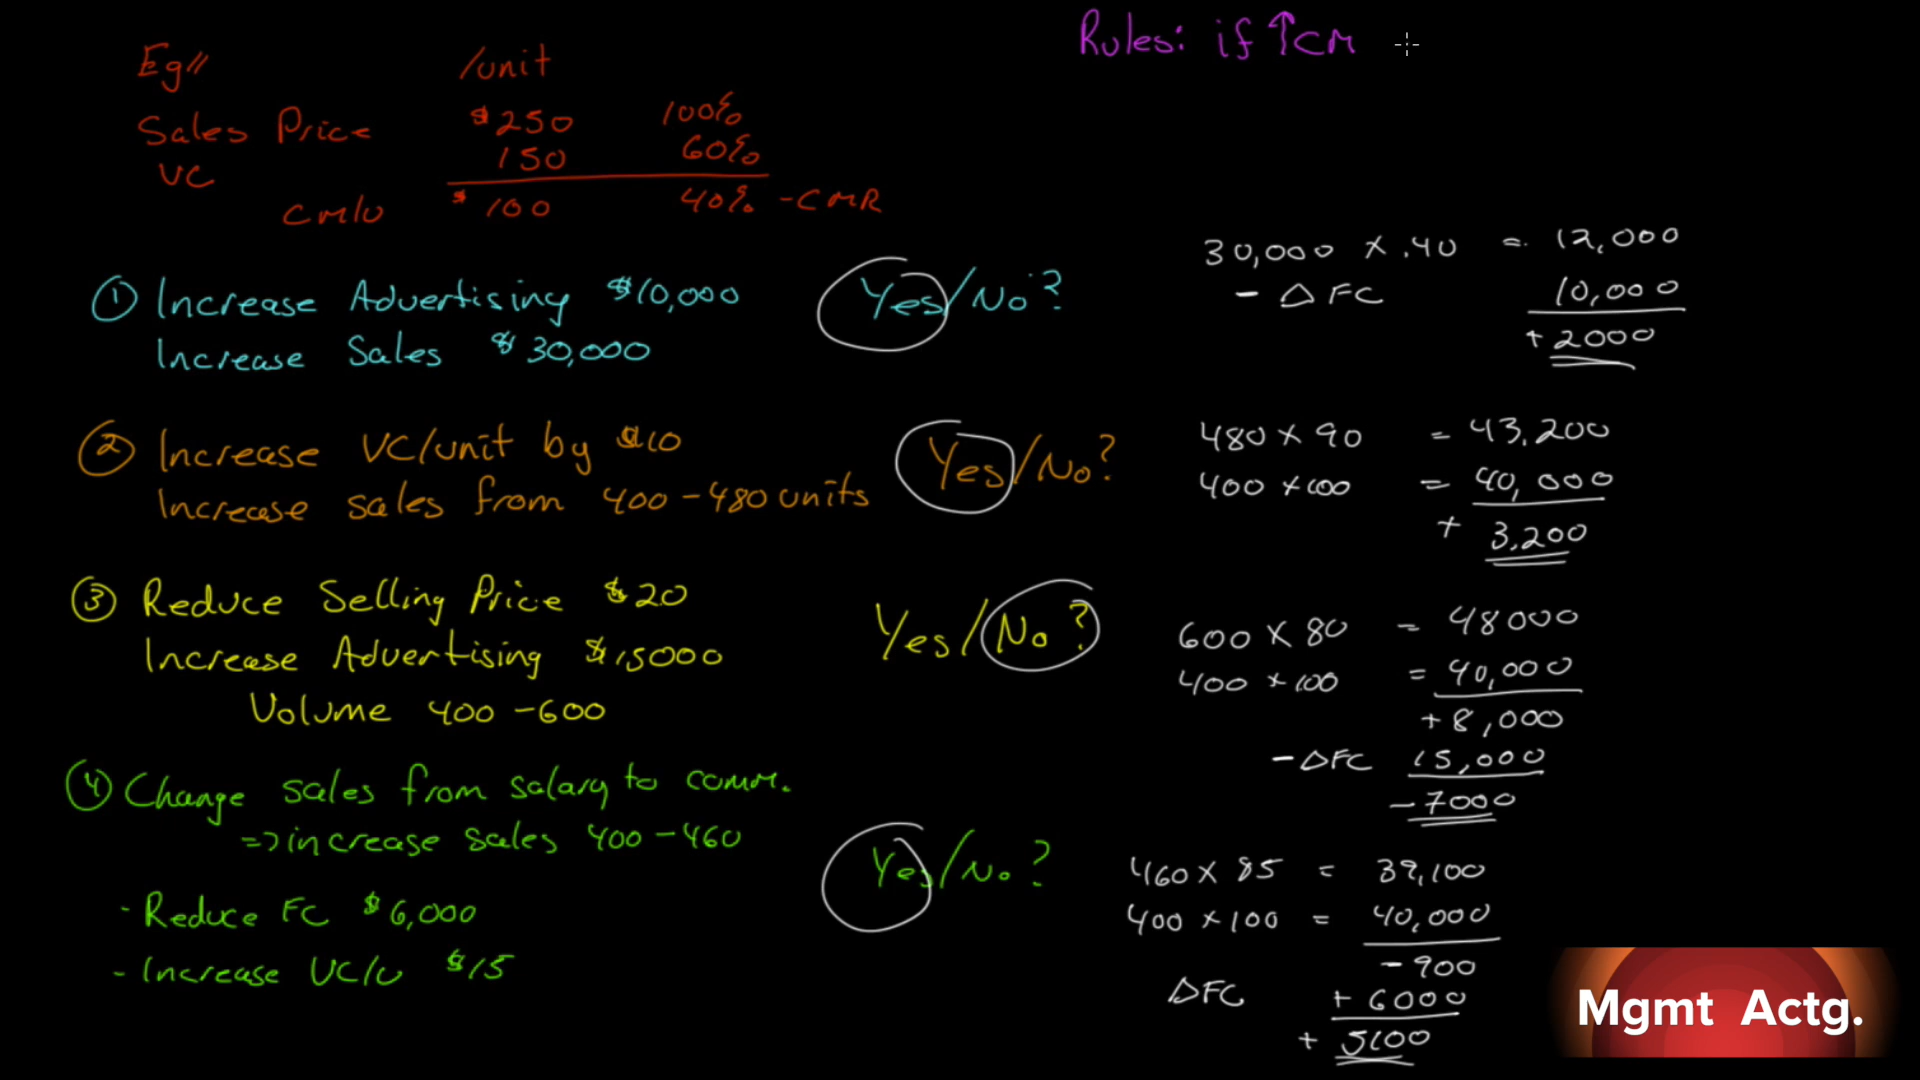 Rules: if ↑CM
Eg// /unit
Sales Price $250 100%
VC 150 60%
CM/U $100 40% - CMR
① Increase Advertising $10,000 Yes/No?
Increase Sales $30,000
30,000 x .40 = 12,000
- △FC 10,000
+ 2000
② Increase VC/unit by $10 Yes/No?
Increase sales from 400 - 480 units
480 x 90 = 43,200
400 x 100 = 40,000
+ 3,200
③ Reduce Selling Price $20
Increase Advertising $15000 Yes/No?
Volume 400 - 600
600 x 80 = 48000
400 x 100 = 40,000
+ 8,000
- △FC 15,000
- 7000
④ Change sales from salary to comm.
=> increase sales 400 - 460 Yes/No?
- Reduce FC $6,000
- Increase VC/U $15
460 x 85 = 39,100
400 x 100 = 40,000
- 900
△FC + 6000
+ 5100
Mgmt Actg.